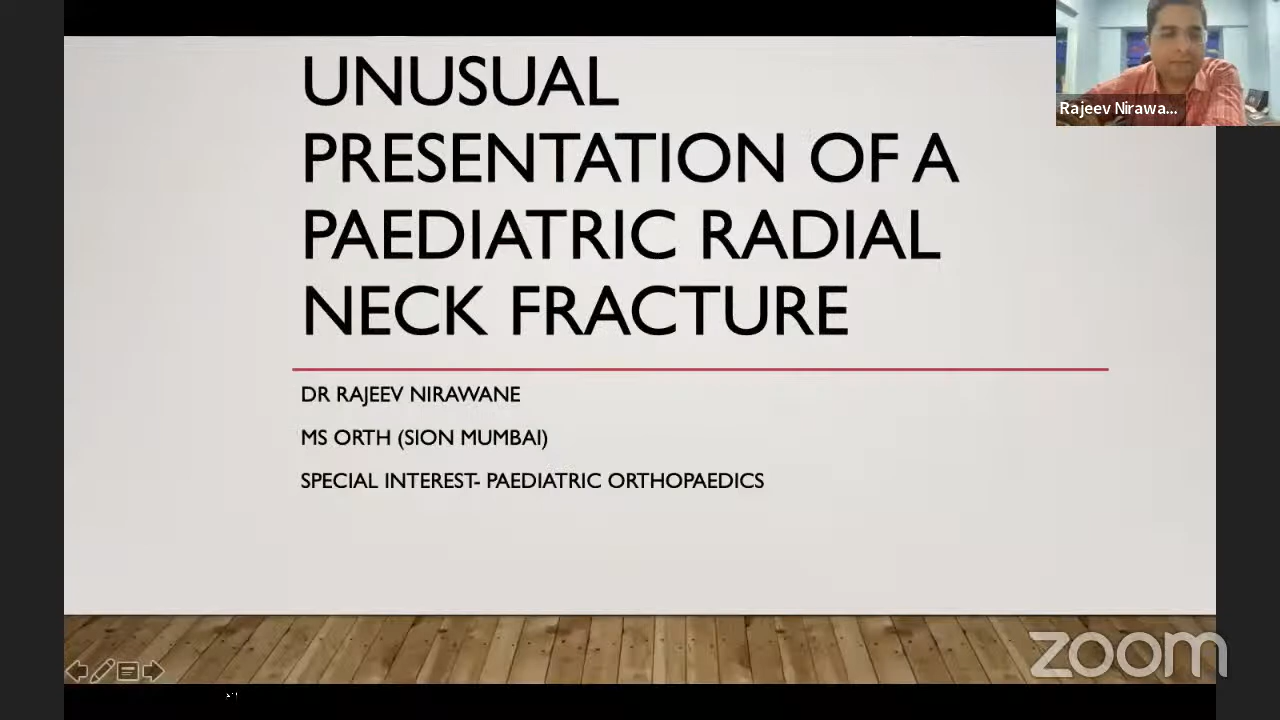 UNUSUAL
PRESENTATION OF A
PAEDIATRIC RADIAL
NECK FRACTURE
DR RAJEEV NIRAWANE
MS ORTH (SION MUMBAI)
SPECIAL INTEREST- PAEDIATRIC ORTHOPAEDICS
Rajeev Nirawa...
zoom